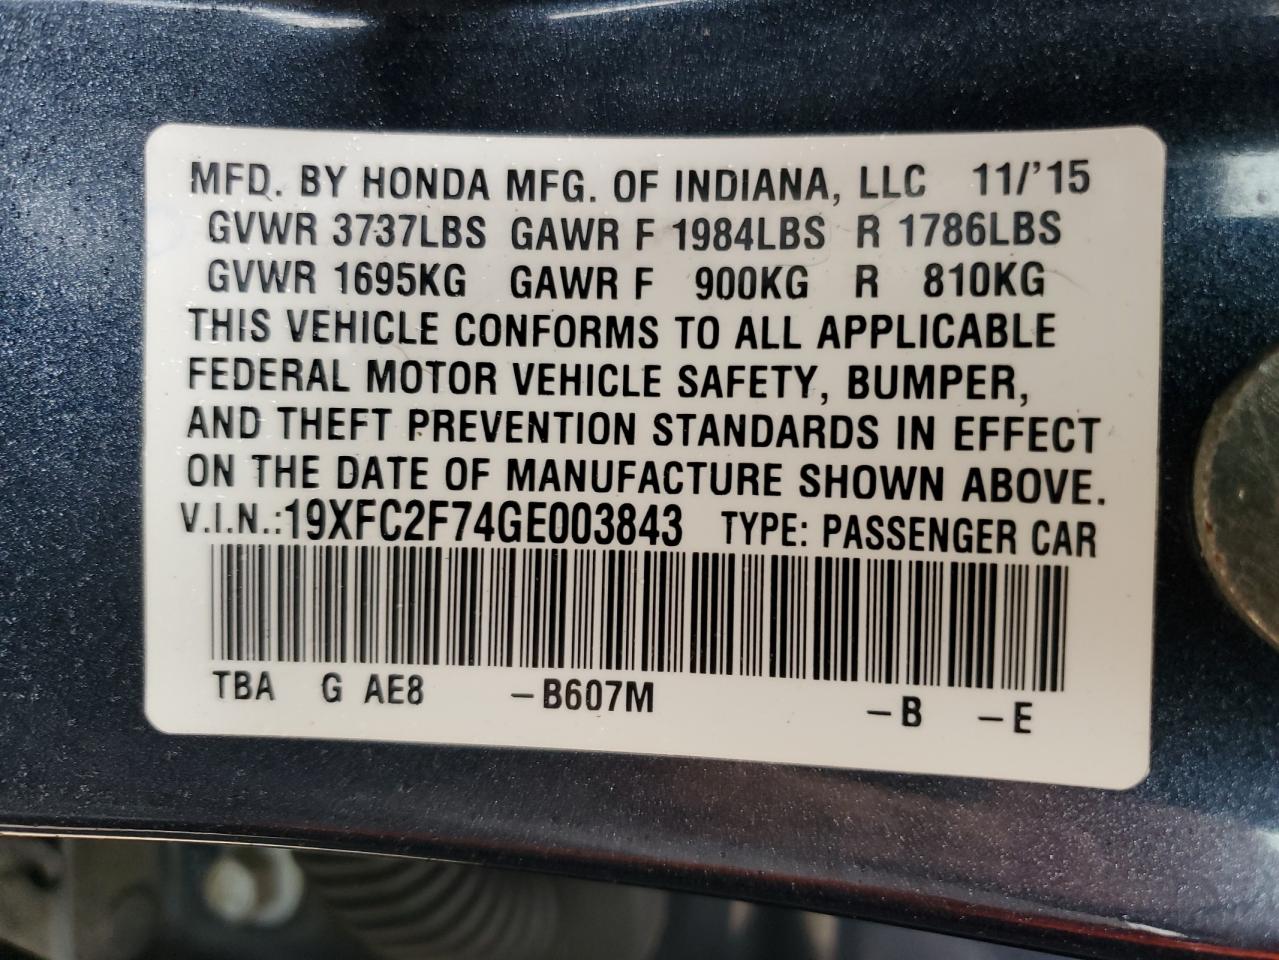 MFD. BY HONDA MFG. OF INDIANA, LLC 11/'15
GVWR 3737LBS GAWR F 1984LBS R 1786LBS
GVWR 1695KG GAWR F 900KG R 810KG
THIS VEHICLE CONFORMS TO ALL APPLICABLE
FEDERAL MOTOR VEHICLE SAFETY, BUMPER,
AND THEFT PREVENTION STANDARDS IN EFFECT
ON THE DATE OF MANUFACTURE SHOWN ABOVE.
V.I.N.:19XFC2F74GE003843 TYPE: PASSENGER CAR
TBA G AE8 –B607M –B –E